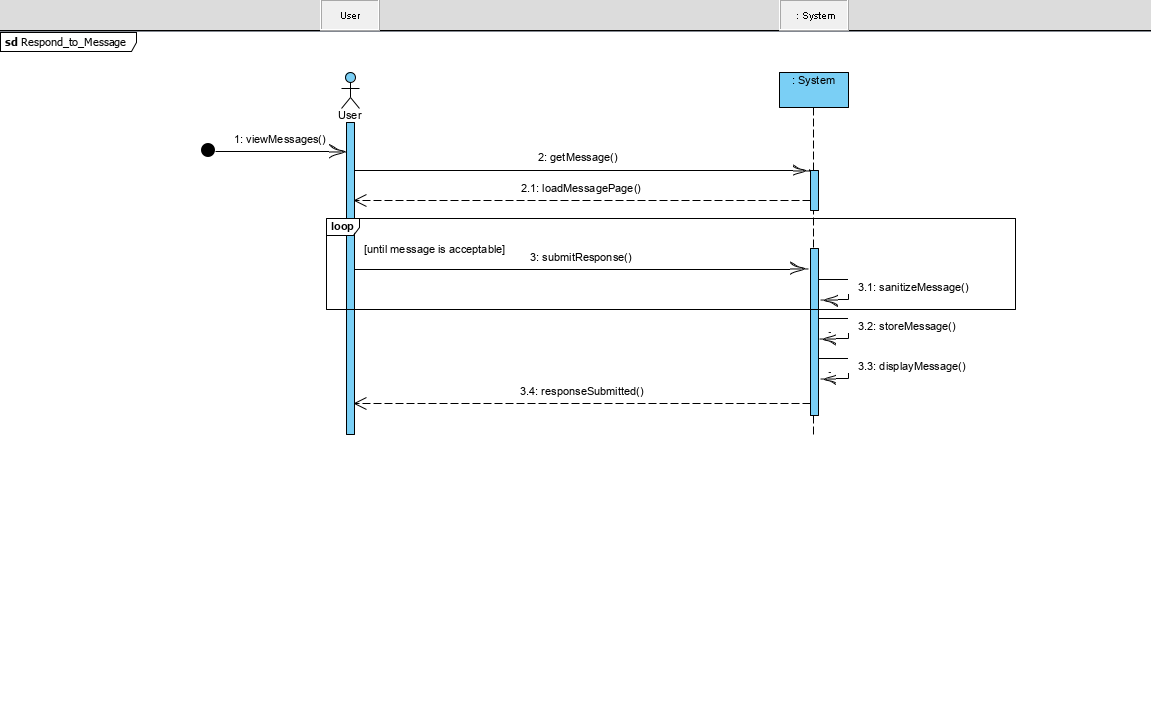 User
: System
sd Respond_to_Message
: System
User
1: viewMessages()
2: getMessage()
2.1: loadMessagePage()
loop
[until message is acceptable]
3: submitResponse()
3.1: sanitizeMessage()
3.2: storeMessage()
3.3: displayMessage()
3.4: responseSubmitted()